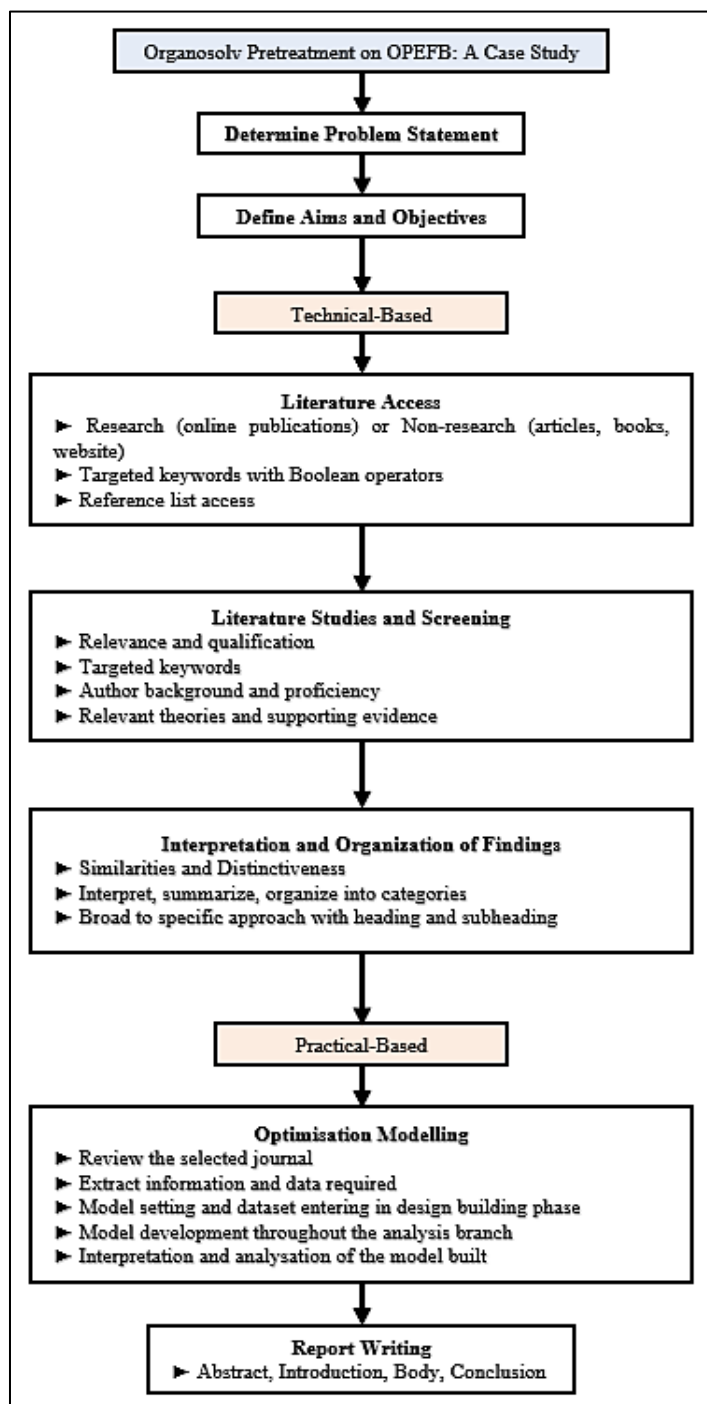 Organosolv Pretreatment on OPEFB: A Case Study
Determine Problem Statement
Define Aims and Objectives
Technical-Based
Literature Access
► Research (online publications) or Non-research (articles, books,
website)
► Targeted keywords with Boolean operators
► Reference list access
Literature Studies and Screening
► Relevance and qualification
► Targeted keywords
► Author background and proficiency
► Relevant theories and supporting evidence
Interpretation and Organization of Findings
► Similarities and Distinctiveness
► Interpret, summarize, organize into categories
► Broad to specific approach with heading and subheading
Practical-Based
Optimisation Modelling
► Review the selected journal
► Extract information and data required
► Model setting and dataset entering in design building phase
► Model development throughout the analysis branch
► Interpretation and analysation of the model built
Report Writing
► Abstract, Introduction, Body, Conclusion